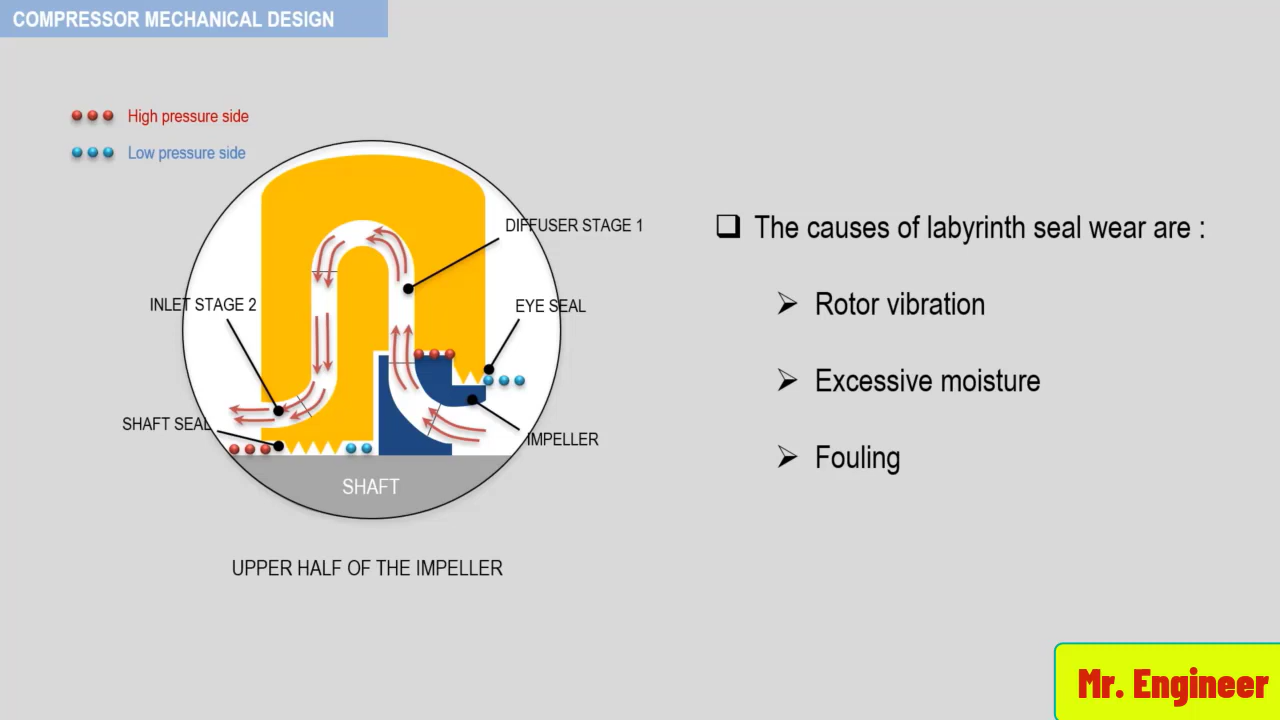 COMPRESSOR MECHANICAL DESIGN
High pressure side
Low pressure side
DIFFUSER STAGE 1
INLET STAGE 2
EYE SEAL
SHAFT SEAL
IMPELLER
SHAFT
UPPER HALF OF THE IMPELLER
The causes of labyrinth seal wear are :
Rotor vibration
Excessive moisture
Fouling
Mr. Engineer